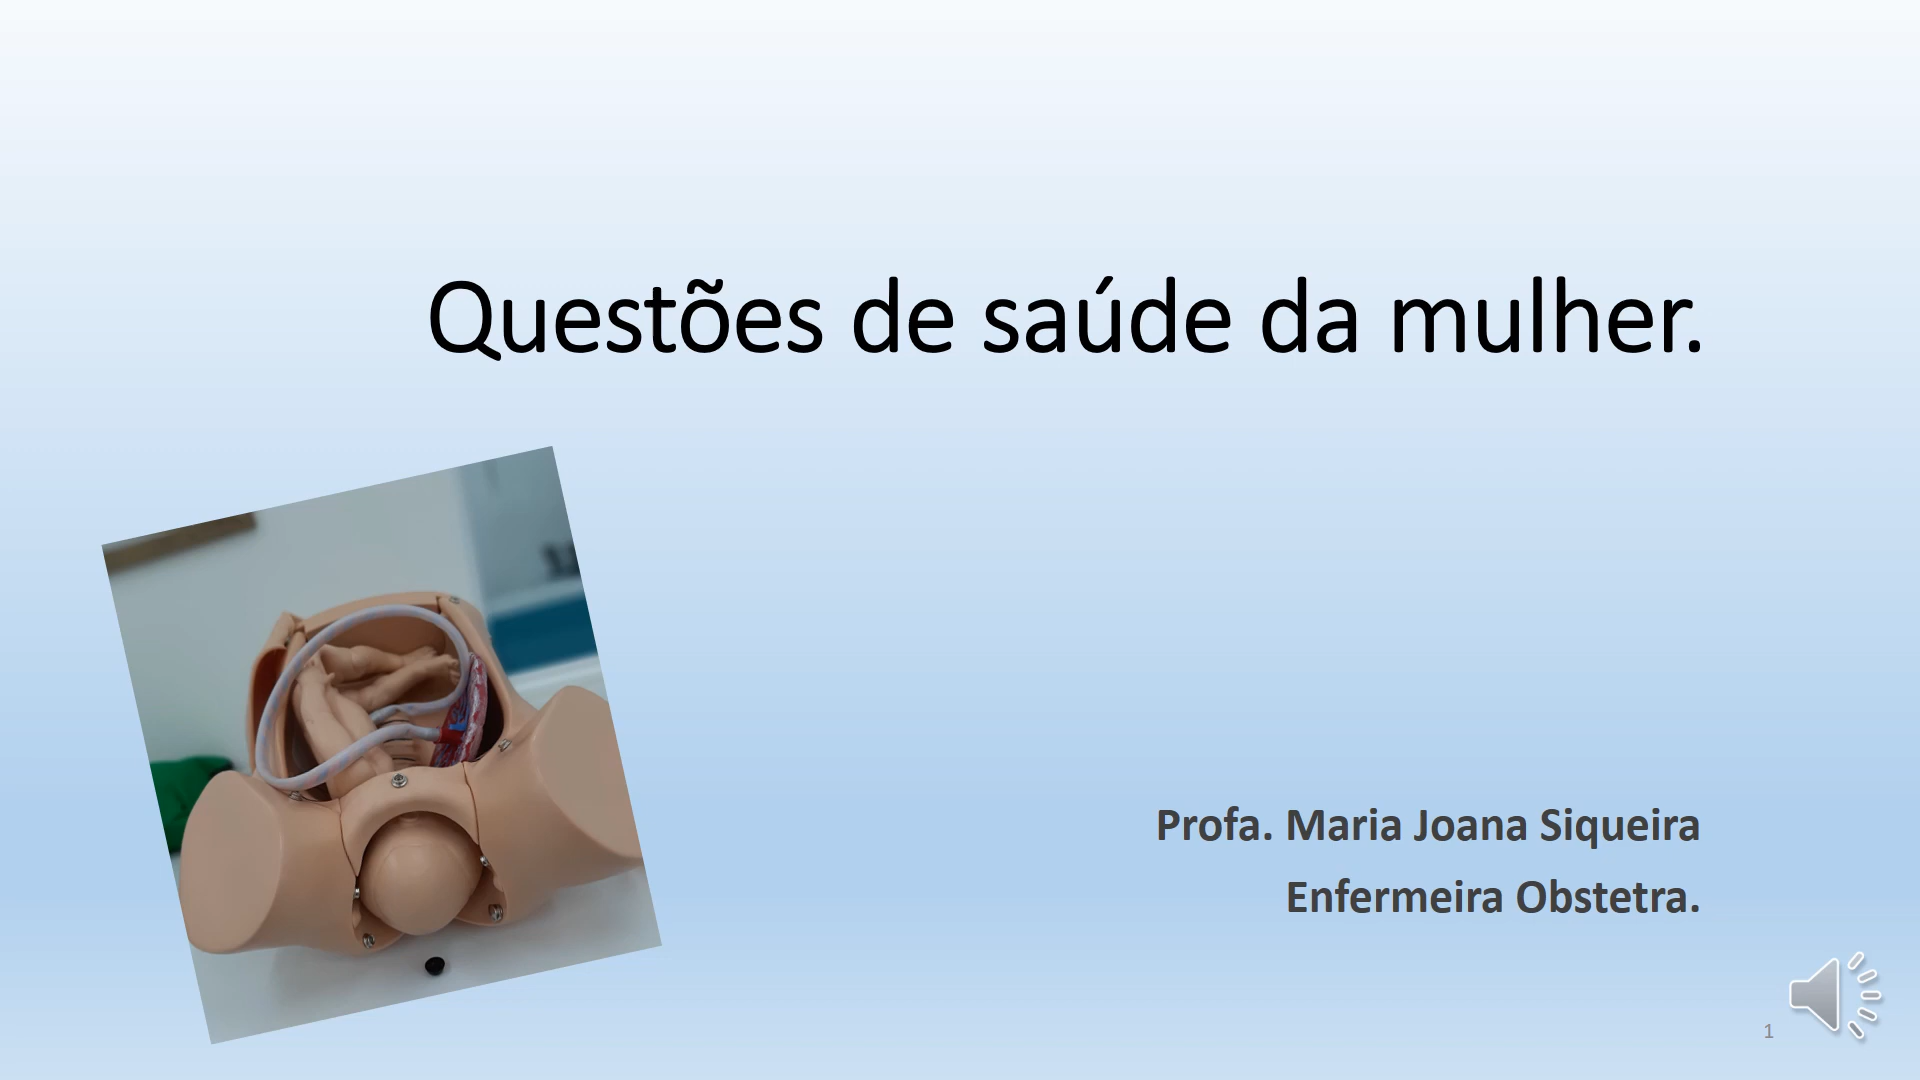 Questões de saúde da mulher.
Profa. Maria Joana Siqueira
Enfermeira Obstetra.
1